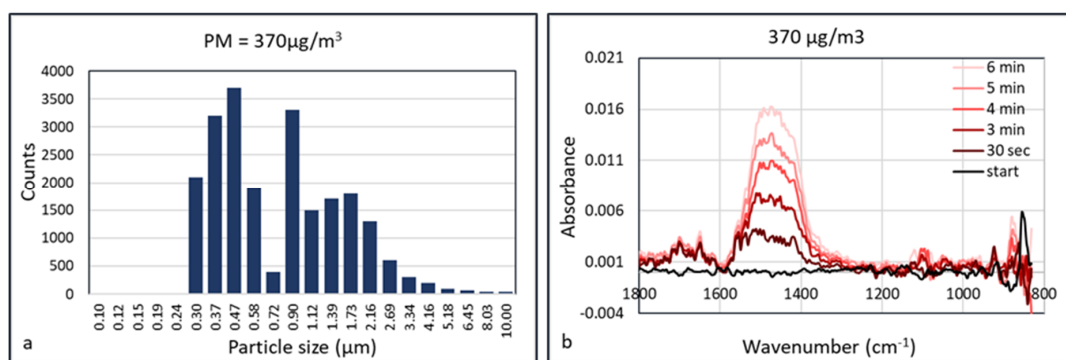 PM = 370µg/m³
4000
3500
3000
2500
2000
1500
1000
500
0
Counts
0.10 0.12 0.15 0.19 0.24 0.30 0.37 0.47 0.58 0.72 0.90 1.12 1.39 1.73 2.16 2.69 3.34 4.16 5.18 6.45 8.03 10.00
Particle size (µm)
a
370 µg/m3
0.021
0.016
0.011
0.006
0.001
-0.004
Absorbance
6 min
5 min
4 min
3 min
30 sec
start
1800 1600 1400 1200 1000 800
Wavenumber (cm⁻¹)
b